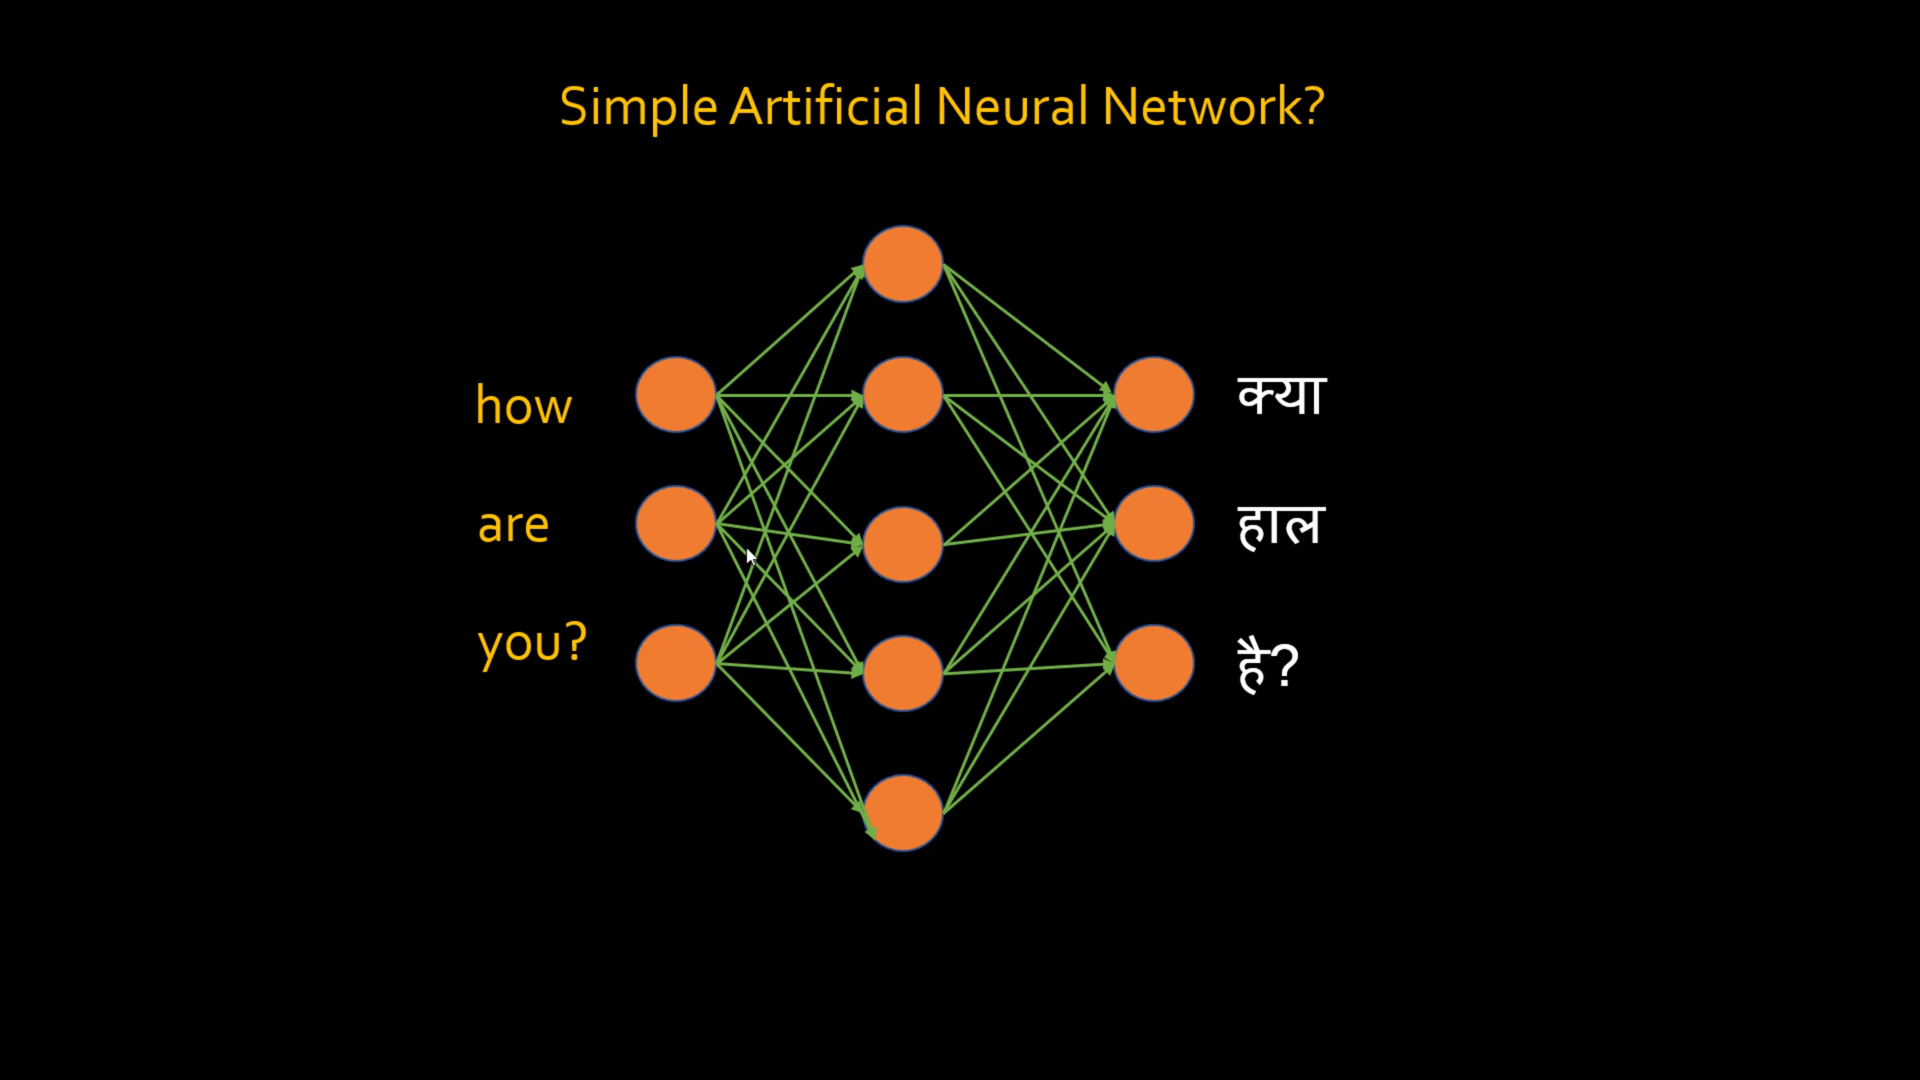 Simple Artificial Neural Network?
how
क्या
are
हाल
you?
है?